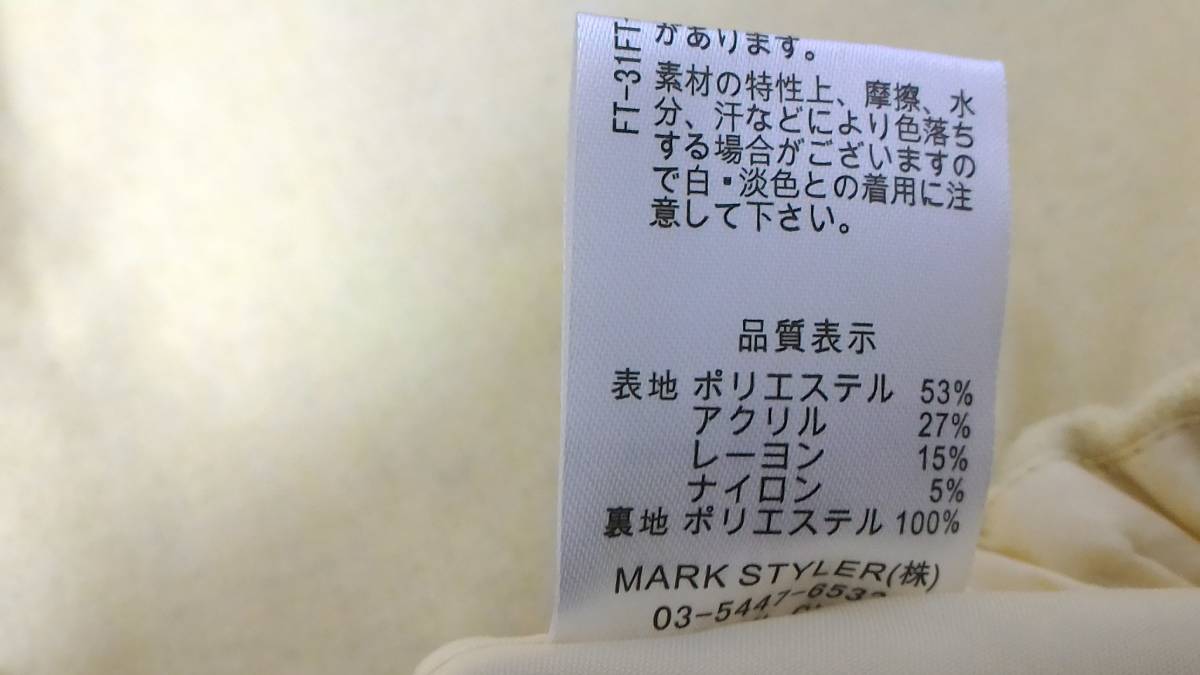 があります。
素材の特性上、摩擦、水
分、汗などにより色落ち
する場合がございますの
で白・淡色との着用に注
意して下さい。
FT-31FT
品質表示
表地 ポリエステル 53%
アクリル 27%
レーヨン 15%
ナイロン 5%
裏地 ポリエステル 100%
MARK STYLER(株)
03-5447-653